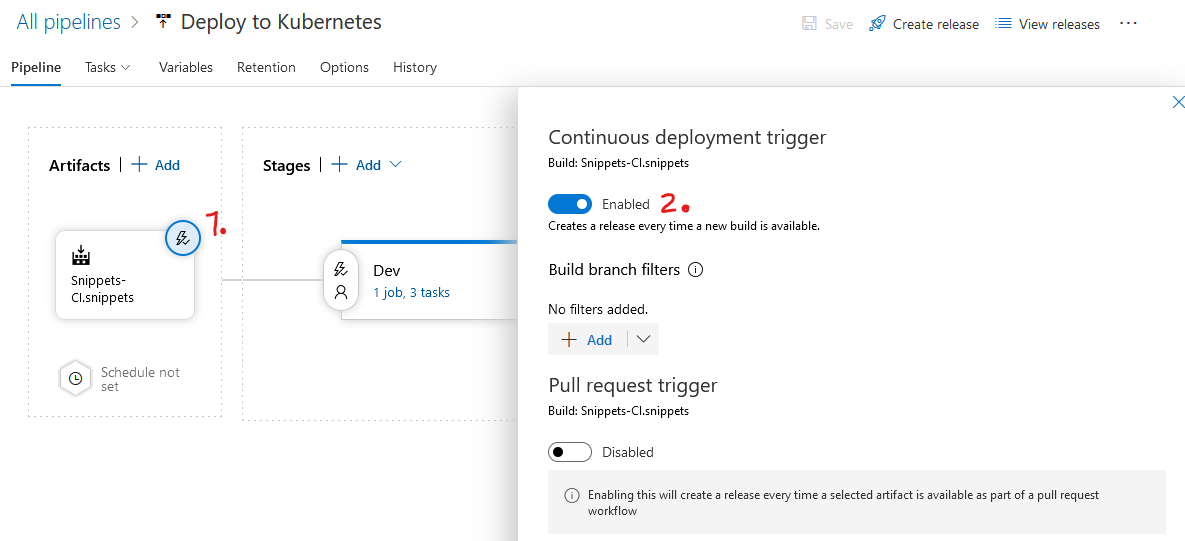 All pipelines > Deploy to Kubernetes
Save Create release View releases ...
Pipeline Tasks Variables Retention Options History
Artifacts | + Add
Stages | + Add
1.
Snippets-
CI.snippets
Dev
1 job, 3 tasks
Schedule not
set
Continuous deployment trigger
Build: Snippets-CI.snippets
Enabled 2.
Creates a release every time a new build is available.
Build branch filters
No filters added.
+ Add
Pull request trigger
Build: Snippets-CI.snippets
Disabled
Enabling this will create a release every time a selected artifact is available as part of a pull request
workflow